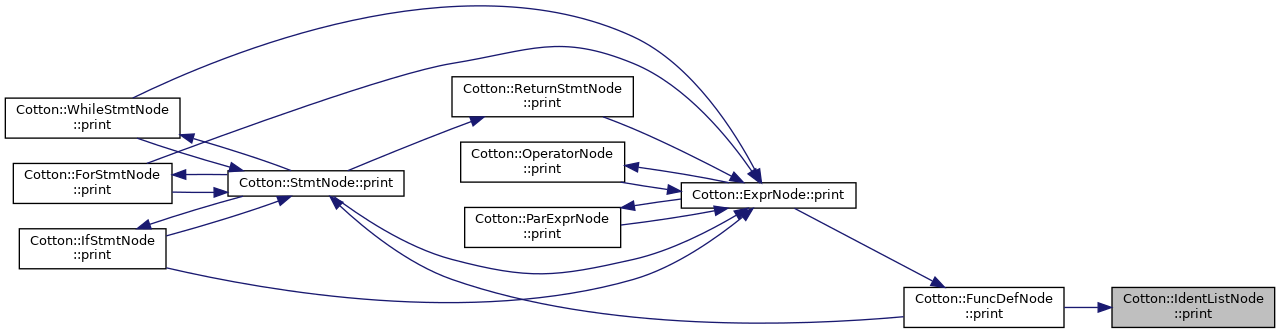 Cotton::WhileStmtNode
::print
Cotton::ForStmtNode
::print
Cotton::IfStmtNode
::print
Cotton::StmtNode::print
Cotton::ReturnStmtNode
::print
Cotton::OperatorNode
::print
Cotton::ParExprNode
::print
Cotton::ExprNode::print
Cotton::FuncDefNode
::print
Cotton::IdentListNode
::print